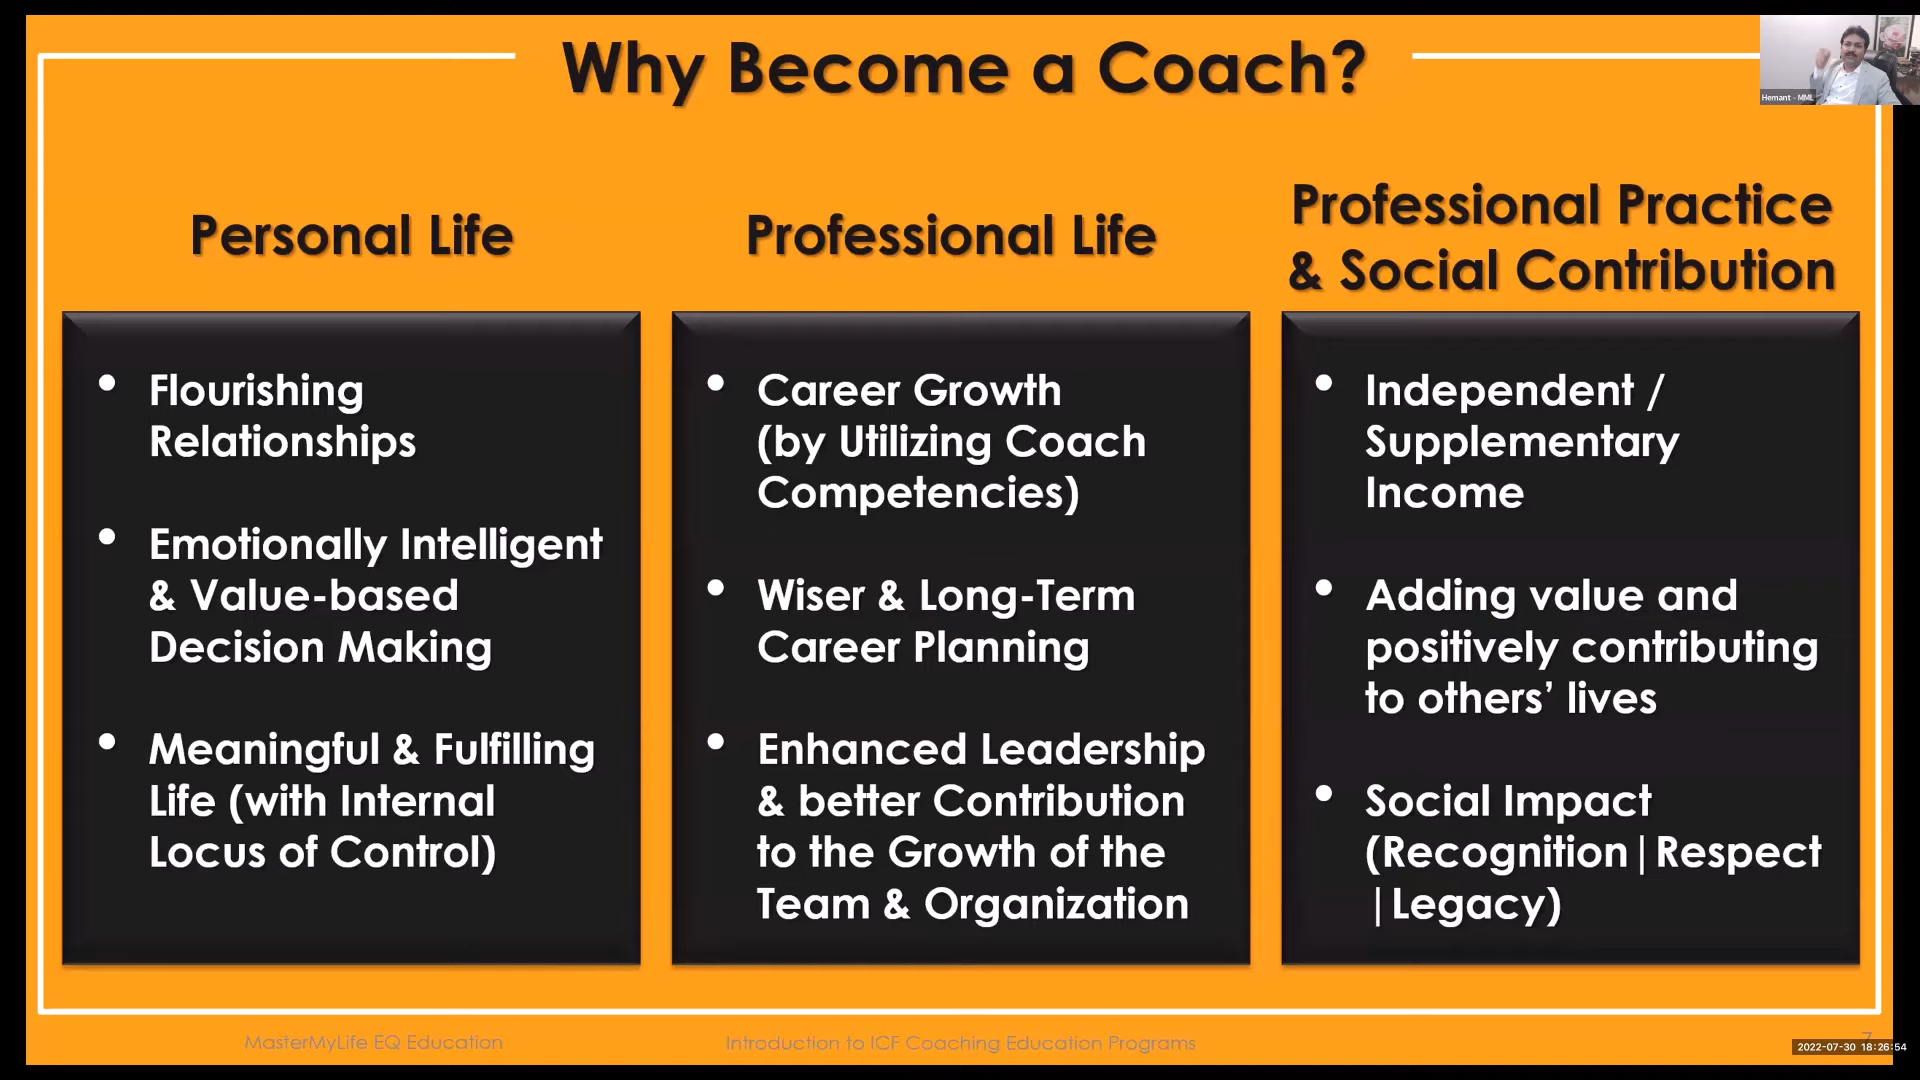 Why Become a Coach?
Hemant - MML
Personal Life
Professional Life
Professional Practice
& Social Contribution
• Flourishing
Relationships
• Emotionally Intelligent
& Value-based
Decision Making
• Meaningful & Fulfilling
Life (with Internal
Locus of Control)
• Career Growth
(by Utilizing Coach
Competencies)
• Wiser & Long-Term
Career Planning
• Enhanced Leadership
& better Contribution
to the Growth of the
Team & Organization
• Independent /
Supplementary
Income
• Adding value and
positively contributing
to others’ lives
• Social Impact
(Recognition|Respect
|Legacy)
MasterMyLife EQ Education
Introduction to ICF Coaching Education Programs
7
2022-07-30 18:26:54